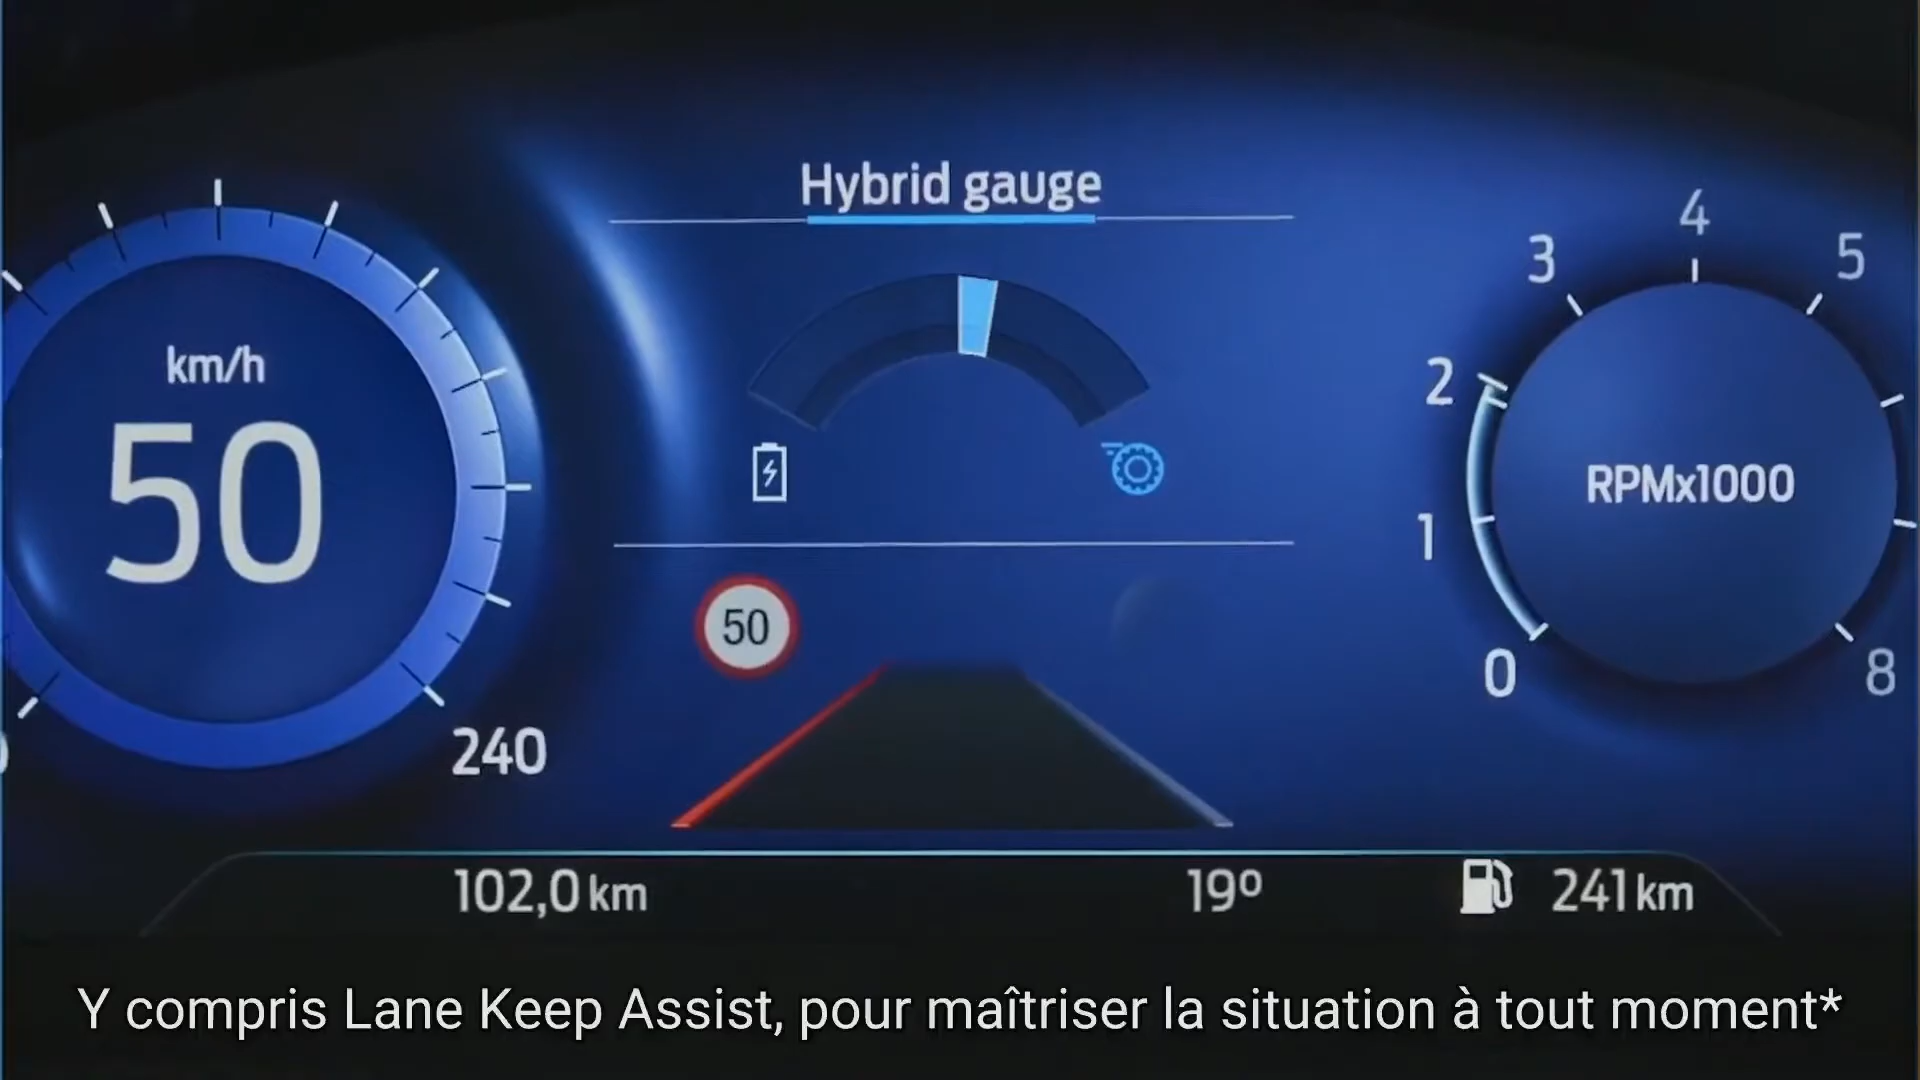 Hybrid gauge
km/h
50
240
50
RPMx1000
0
1
2
3
4
5
8
102,0 km
19º
241 km
Y compris Lane Keep Assist, pour maîtriser la situation à tout moment*